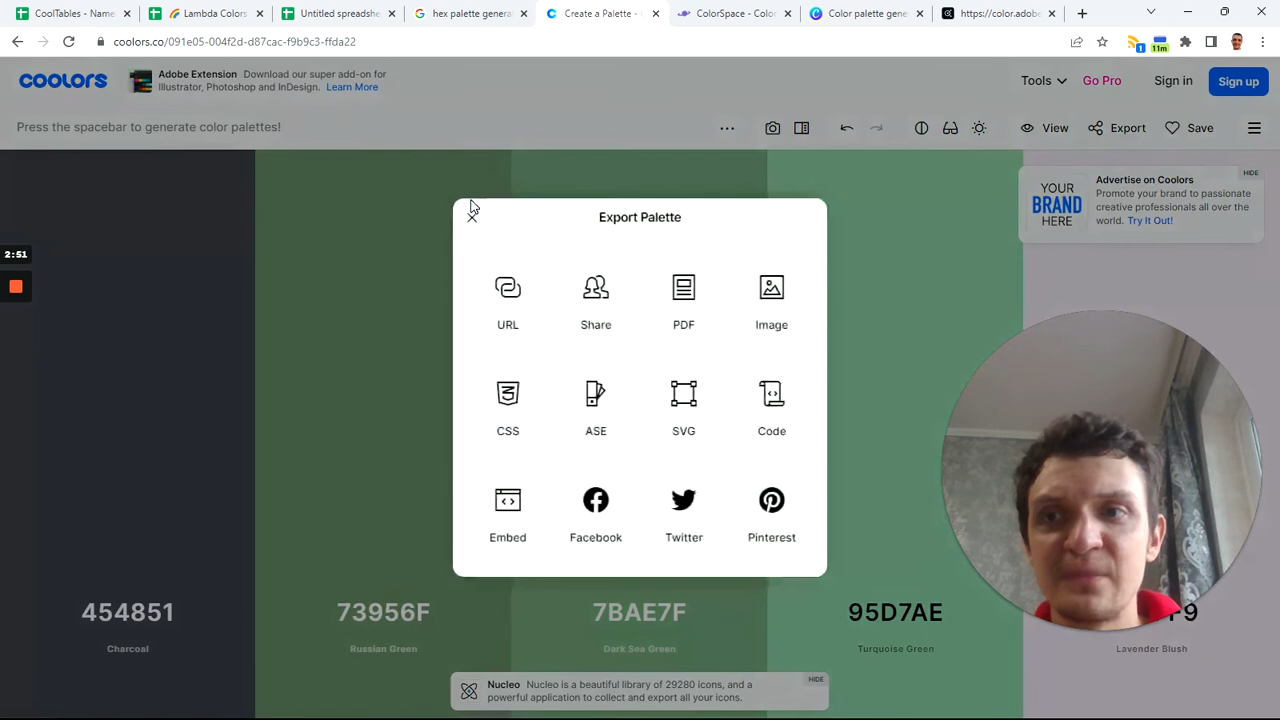 CoolTables - Name
Lambda Colors
Untitled spreadshe
hex palette generat
Create a Palette -
ColorSpace - Color
Color palette gene
https://color.adobe
coolors.co/091e05-004f2d-d87cac-f9b9c3-ffda22
1
11m
coolors
Adobe Extension Download our super add-on for
Illustrator, Photoshop and InDesign. Learn More
Tools
Go Pro
Sign in
Sign up
Press the spacebar to generate color palettes!
View
Export
Save
Export Palette
URL
Share
PDF
Image
CSS
ASE
SVG
Code
Embed
Facebook
Twitter
Pinterest
YOUR
BRAND
HERE
Advertise on Coolors
HIDE
Promote your brand to passionate
creative professionals all over the
world. Try It Out!
2:51
454851
Charcoal
73956F
Russian Green
7BAE7F
Dark Sea Green
95D7AE
Turquoise Green
F9
Lavender Blush
Nucleo Nucleo is a beautiful library of 29280 icons, and a
powerful application to collect and export all your icons.
HIDE